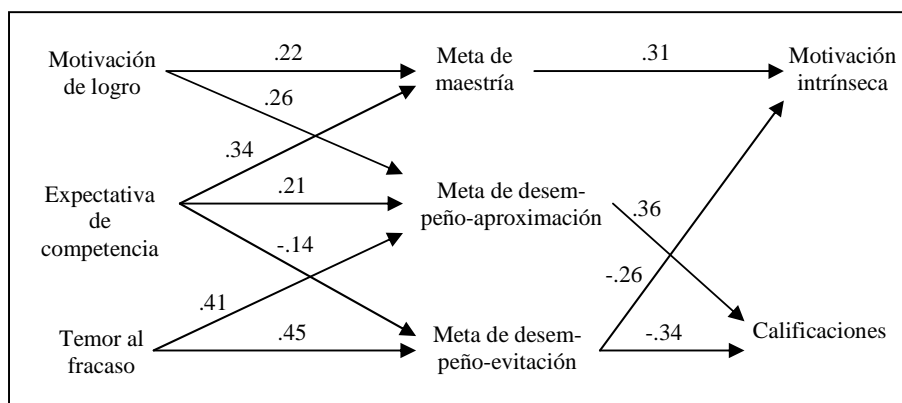 Motivación
de logro
.22
.26
Meta de
maestría
.31
Motivación
intrínseca
Expectativa
de
competencia
.34
.21
-.14
Meta de desem-
peño-aproximación
.36
-.26
Temor al
fracaso
.41
.45
Meta de desem-
peño-evitación
-.34
Calificaciones